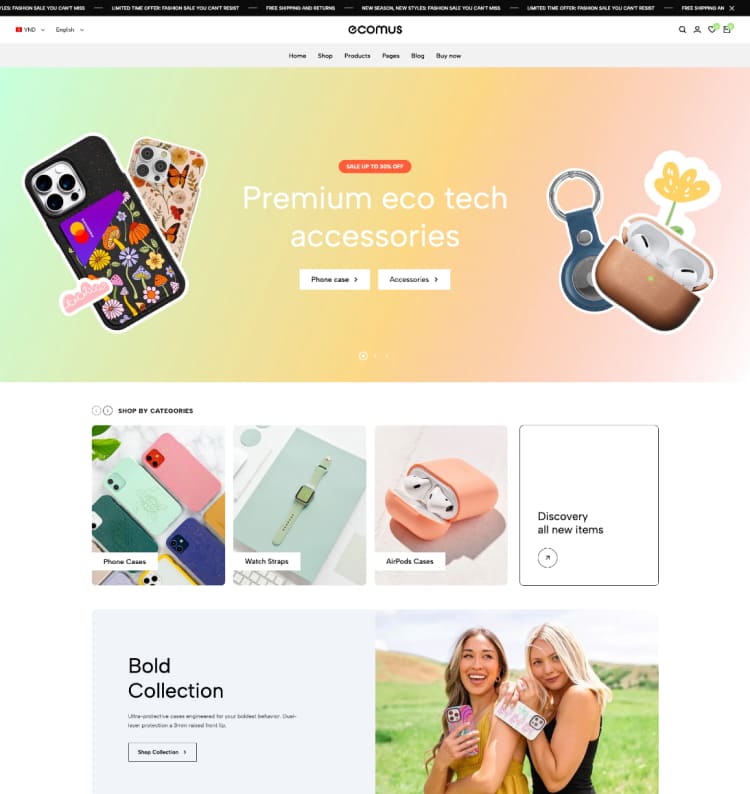 YLES: FASHION SALE YOU CAN'T MISS LIMITED TIME OFFER: FASHION SALE YOU CAN'T RESIST FREE SHIPPING AND RETURNS NEW SEASON, NEW STYLES: FASHION SALE YOU CAN'T MISS LIMITED TIME OFFER: FASHION SALE YOU CAN'T RESIST FREE SHIPPING AN
VND English ecomus
Home Shop Products Pages Blog Buy now
SALE UP TO 30% OFF
Premium eco tech
accessories
Phone case Accessories
SHOP BY CATEGORIES
Discovery
all new items
Phone Cases Watch Straps AirPods Cases
Bold
Collection
Ultra-protective cases engineered for your boldest behavior. Dual-
layer protection a 3mm raised front lip.
Shop Collection